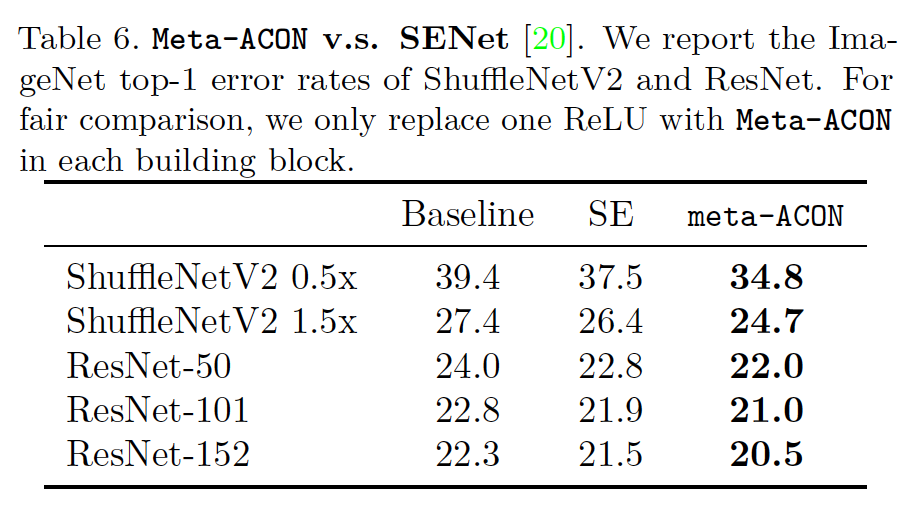 Table 6. Meta-ACON v.s. SENet [20]. We report the Ima-
geNet top-1 error rates of ShuffleNetV2 and ResNet. For
fair comparison, we only replace one ReLU with Meta-ACON
in each building block.
Baseline SE meta-ACON
ShuffleNetV2 0.5x 39.4 37.5 34.8
ShuffleNetV2 1.5x 27.4 26.4 24.7
ResNet-50 24.0 22.8 22.0
ResNet-101 22.8 21.9 21.0
ResNet-152 22.3 21.5 20.5